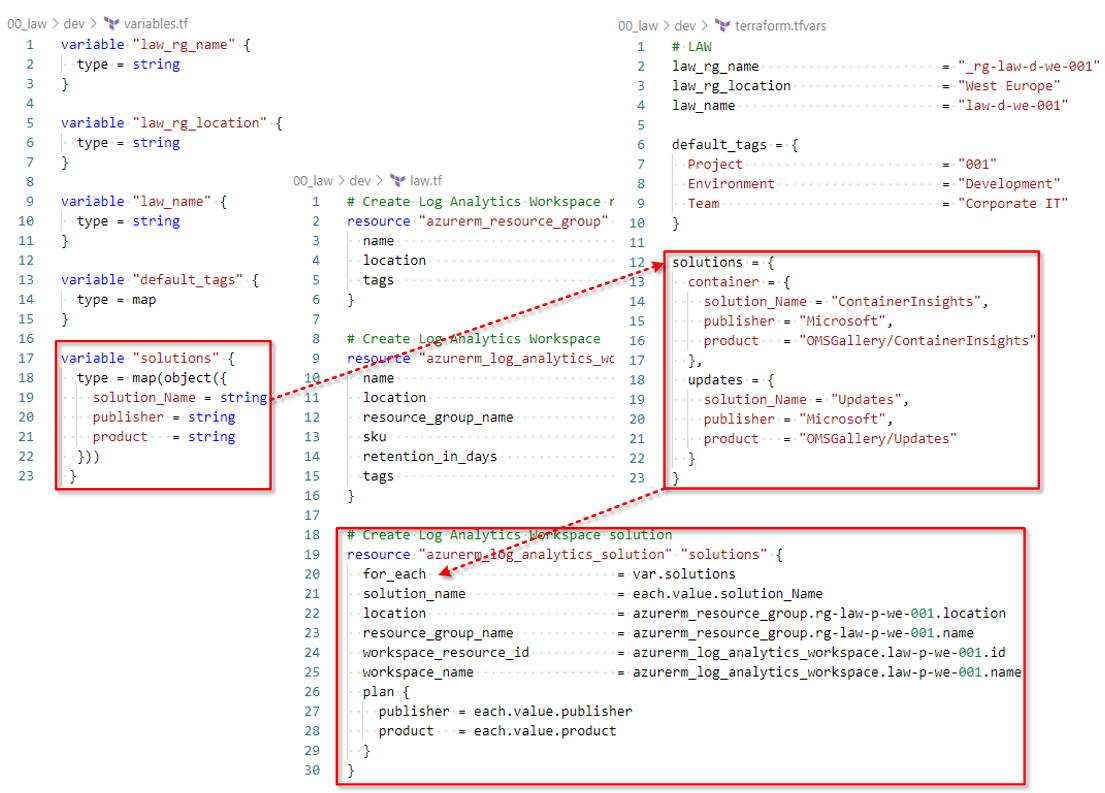 00_law > dev > variables.tf
1 variable "law_rg_name" {
2 type = string
3 }
4
5 variable "law_rg_location" {
6 type = string
7 }
8
9 variable "law_name" {
10 type = string
11 }
12
13 variable "default_tags" {
14 type = map
15 }
16
17 variable "solutions" {
18 type = map(object({
19 solution_Name = string
20 publisher = string
21 product = string
22 }))
23 }
00_law > dev > law.tf
1 # Create Log Analytics Workspace r
2 resource "azurerm_resource_group"
3 name
4 location
5 tags
6 }
7
8 # Create Log Analytics Workspace
9 resource "azurerm_log_analytics_wo
10 name
11 location
12 resource_group_name
13 sku
14 retention_in_days
15 tags
16 }
17
18 # Create Log Analytics Workspace solution
19 resource "azurerm_log_analytics_solution" "solutions" {
20 for_each = var.solutions
21 solution_name = each.value.solution_Name
22 location = azurerm_resource_group.rg-law-p-we-001.location
23 resource_group_name = azurerm_resource_group.rg-law-p-we-001.name
24 workspace_resource_id = azurerm_log_analytics_workspace.law-p-we-001.id
25 workspace_name = azurerm_log_analytics_workspace.law-p-we-001.name
26 plan {
27 publisher = each.value.publisher
28 product = each.value.product
29 }
30 }
00_law > dev > terraform.tfvars
1 # LAW
2 law_rg_name = "_rg-law-d-we-001"
3 law_rg_location = "West Europe"
4 law_name = "law-d-we-001"
5
6 default_tags = {
7 Project = "001"
8 Environment = "Development"
9 Team = "Corporate IT"
10 }
11
12 solutions = {
13 container = {
14 solution_Name = "ContainerInsights",
15 publisher = "Microsoft",
16 product = "OMSGallery/ContainerInsights"
17 },
18 updates = {
19 solution_Name = "Updates",
20 publisher = "Microsoft",
21 product = "OMSGallery/Updates"
22 }
23 }